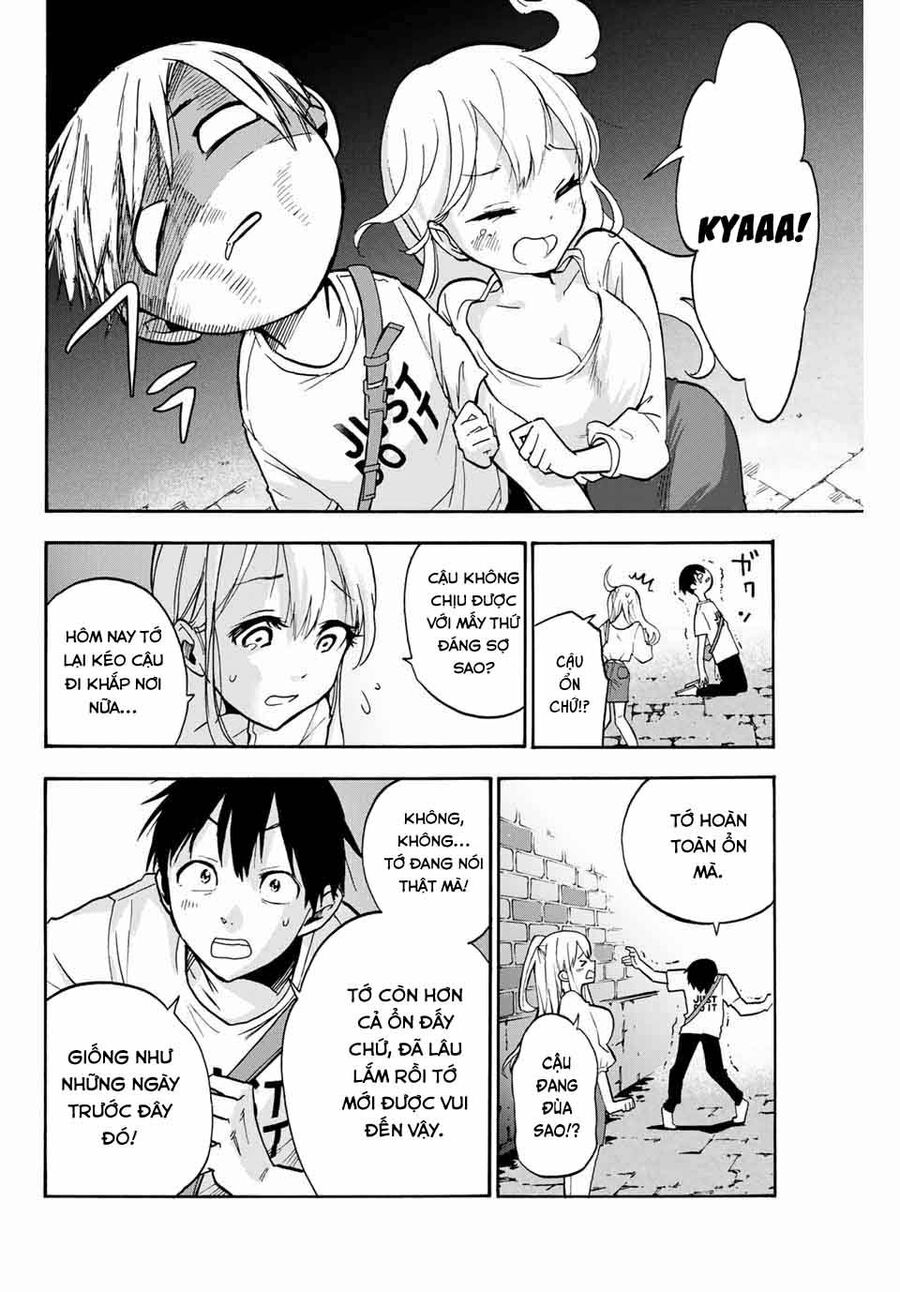 KYAAA!
JUST
DO IT
ガクン
CẬU
ỔN
CHỨ!?
CẬU KHÔNG
CHỊU ĐƯỢC
VỚI MẤY THỨ
ĐÁNG SỢ
SAO?
HÔM NAY TỚ
LẠI KÉO CẬU
ĐI KHẮP NƠI
NỮA...
TỚ HOÀN
TOÀN ỔN
MÀ.
JUST
DO IT
CẬU
ĐANG
ĐÙA
SAO!?
KHÔNG,
KHÔNG...
TỚ ĐANG NÓI
THẬT MÀ!
TỚ CÒN HƠN
CẢ ỔN ĐẤY
CHỨ, ĐÃ LÂU
LẮM RỒI TỚ
MỚI ĐƯỢC VUI
ĐẾN VẬY.
GIỐNG NHƯ
NHỮNG NGÀY
TRƯỚC ĐÂY
ĐÓ!